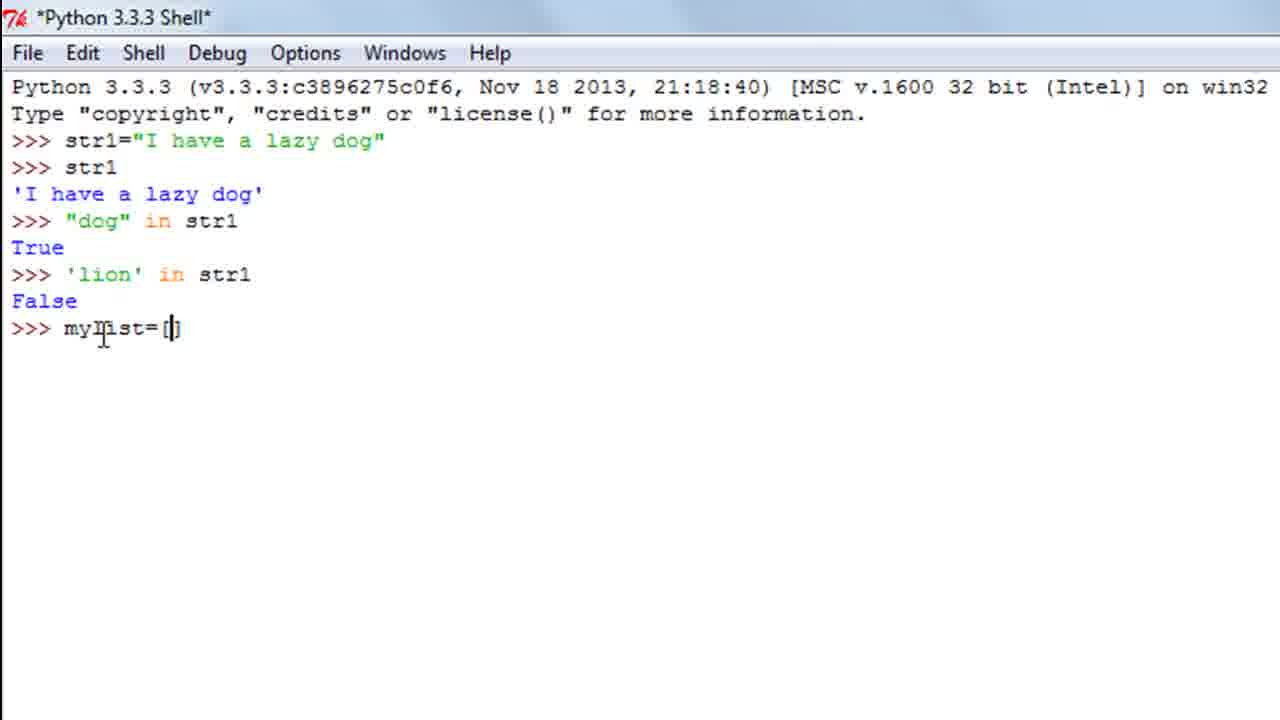 *Python 3.3.3 Shell*
File Edit Shell Debug Options Windows Help
Python 3.3.3 (v3.3.3:c3896275c0f6, Nov 18 2013, 21:18:40) [MSC v.1600 32 bit (Intel)] on win32
Type "copyright", "credits" or "license()" for more information.
>>> str1="I have a lazy dog"
>>> str1
'I have a lazy dog'
>>> "dog" in str1
True
>>> 'lion' in str1
False
>>> mylist=[]